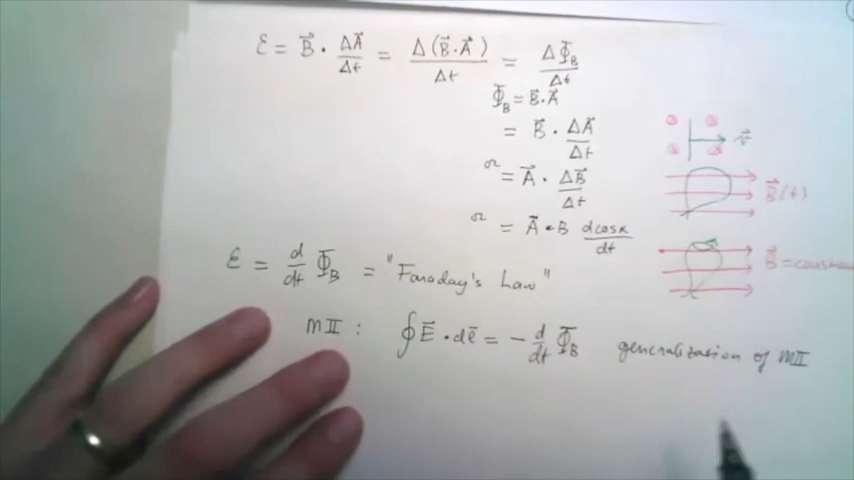 ε = B⃗ · ΔA⃗/Δt = Δ(B⃗·A⃗)/Δt = ΔΦ_B/Δt
Φ_B = B⃗·A⃗
= B⃗ · ΔA⃗/Δt
v⃗
or = A⃗ · ΔB⃗/Δt
B⃗(t)
or = A⃗ • B dcosα/dt
B⃗ = constan
ε = d/dt Φ_B = "Faraday's Law"
MII : ∮E⃗ · dℓ⃗ = − d/dt Φ_B generalization of MII